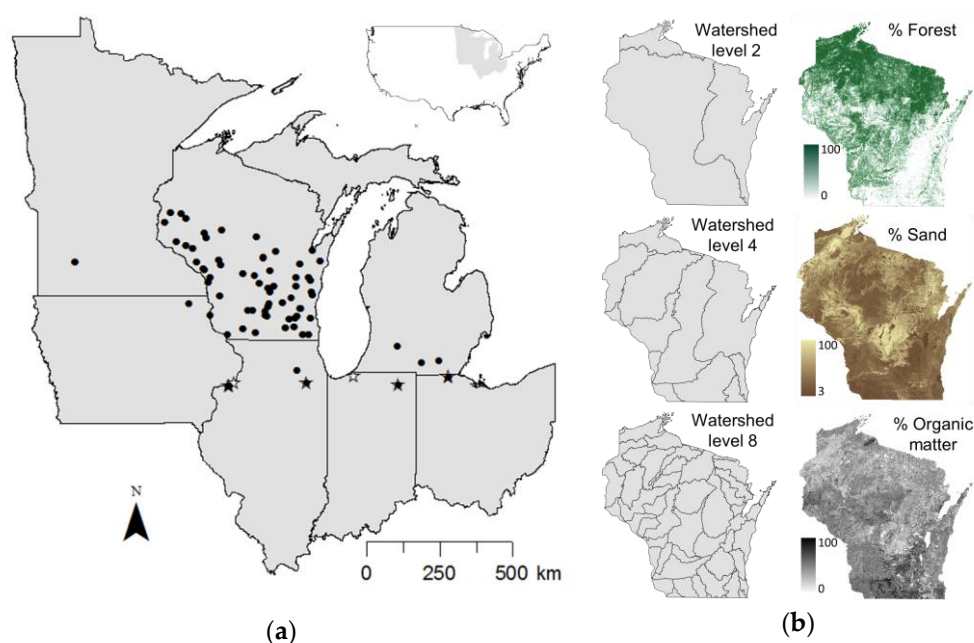 Watershed
level 2
% Forest
100
0
Watershed
level 4
% Sand
100
3
N
0 250 500 km
Watershed
level 8
% Organic
matter
100
0
(a)
(b)